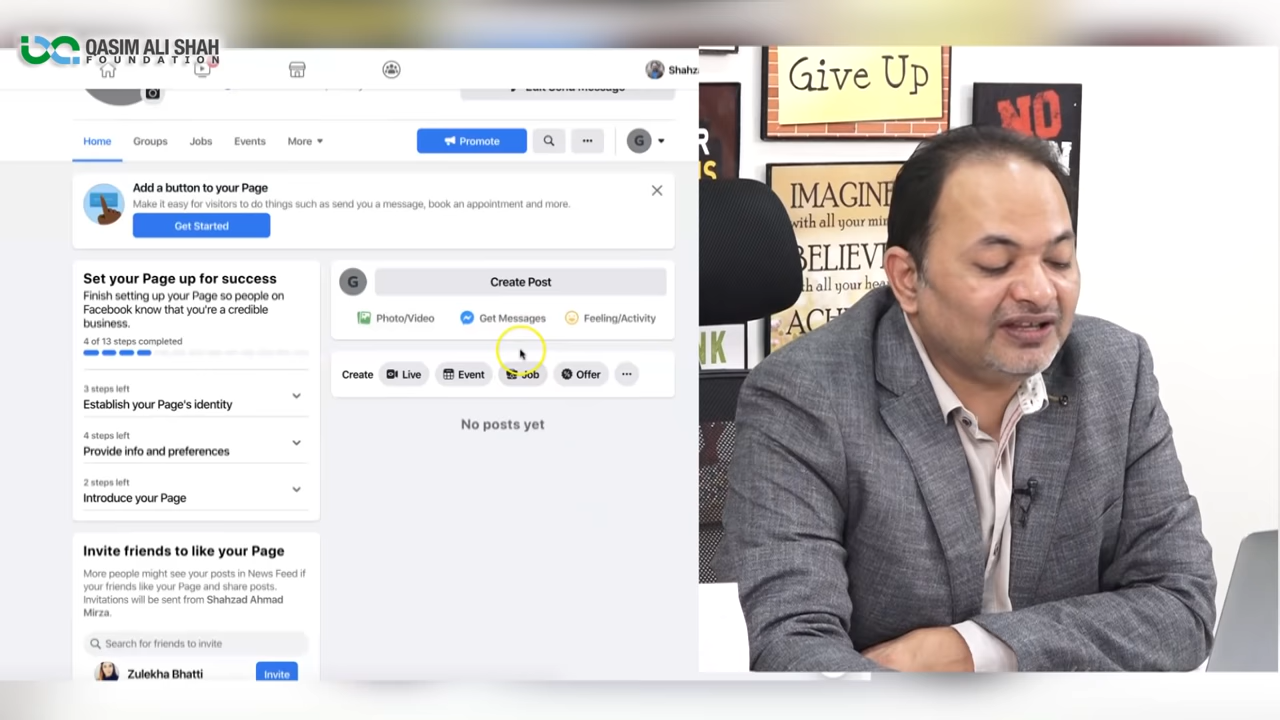 QASIM ALI SHAH
FOUNDATION
Shahz
Edit Send Message
Home
Groups
Jobs
Events
More
Promote
G
Add a button to your Page
Make it easy for visitors to do things such as send you a message, book an appointment and more.
Get Started
Set your Page up for success
Finish setting up your Page so people on
Facebook know that you're a credible
business.
4 of 13 steps completed
3 steps left
Establish your Page's identity
4 steps left
Provide info and preferences
2 steps left
Introduce your Page
Invite friends to like your Page
More people might see your posts in News Feed if
your friends like your Page and share posts.
Invitations will be sent from Shahzad Ahmad
Mirza.
Search for friends to invite
Zulekha Bhatti
Invite
G
Create Post
Photo/Video
Get Messages
Feeling/Activity
Create
Live
Event
Job
Offer
No posts yet
Give Up
NO
IMAGINE
with all your min
BELIEVE
th all your hea
ACH
NK